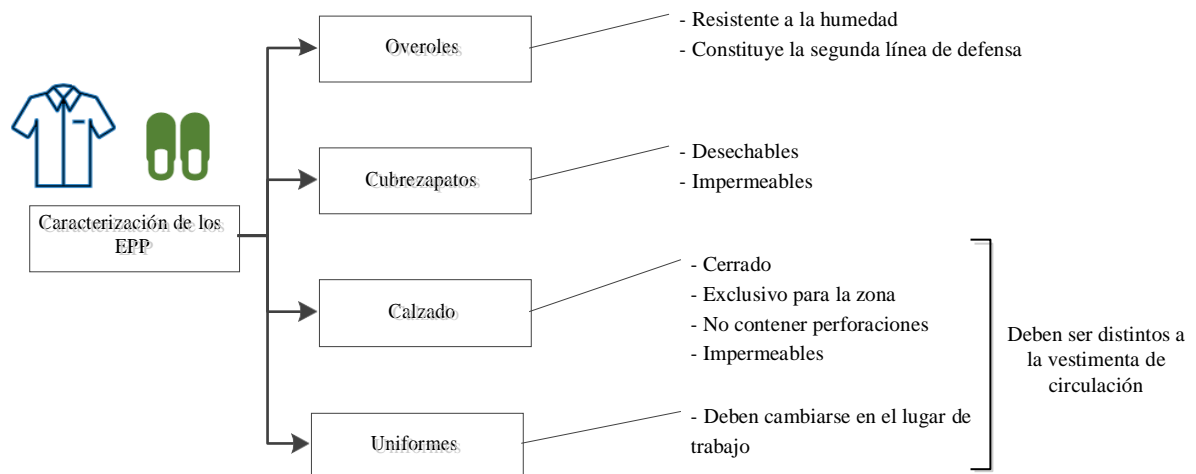 Caracterización de los
EPP
Overoles
- Resistente a la humedad
- Constituye la segunda línea de defensa
Cubrezapatos
- Desechables
- Impermeables
Calzado
- Cerrado
- Exclusivo para la zona
- No contener perforaciones
- Impermeables
Uniformes
- Deben cambiarse en el lugar de
trabajo
Deben ser distintos a
la vestimenta de
circulación